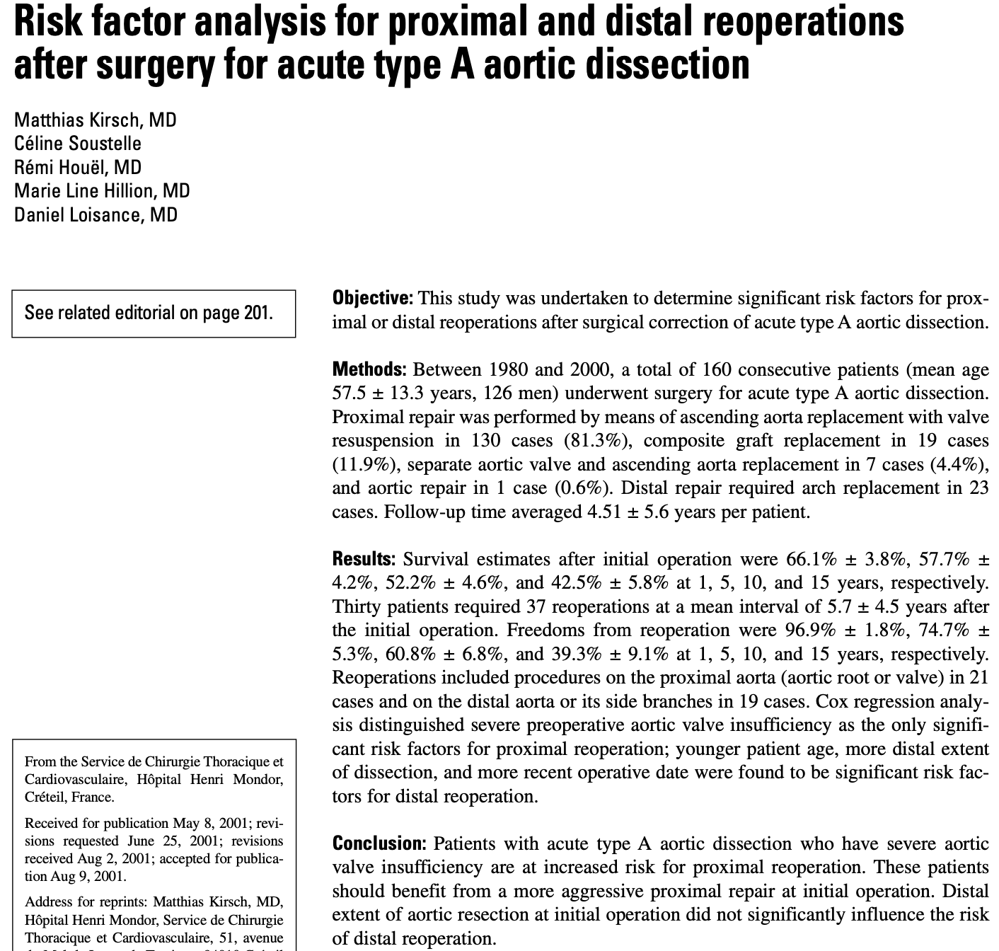 Risk factor analysis for proximal and distal reoperations
after surgery for acute type A aortic dissection
Matthias Kirsch, MD
Céline Soustelle
Rémi Houël, MD
Marie Line Hillion, MD
Daniel Loisance, MD
See related editorial on page 201.
Objective: This study was undertaken to determine significant risk factors for prox-
imal or distal reoperations after surgical correction of acute type A aortic dissection.
Methods: Between 1980 and 2000, a total of 160 consecutive patients (mean age
57.5 ± 13.3 years, 126 men) underwent surgery for acute type A aortic dissection.
Proximal repair was performed by means of ascending aorta replacement with valve
resuspension in 130 cases (81.3%), composite graft replacement in 19 cases
(11.9%), separate aortic valve and ascending aorta replacement in 7 cases (4.4%),
and aortic repair in 1 case (0.6%). Distal repair required arch replacement in 23
cases. Follow-up time averaged 4.51 ± 5.6 years per patient.
Results: Survival estimates after initial operation were 66.1% ± 3.8%, 57.7% ±
4.2%, 52.2% ± 4.6%, and 42.5% ± 5.8% at 1, 5, 10, and 15 years, respectively.
Thirty patients required 37 reoperations at a mean interval of 5.7 ± 4.5 years after
the initial operation. Freedoms from reoperation were 96.9% ± 1.8%, 74.7% ±
5.3%, 60.8% ± 6.8%, and 39.3% ± 9.1% at 1, 5, 10, and 15 years, respectively.
Reoperations included procedures on the proximal aorta (aortic root or valve) in 21
cases and on the distal aorta or its side branches in 19 cases. Cox regression analy-
sis distinguished severe preoperative aortic valve insufficiency as the only signifi-
cant risk factors for proximal reoperation; younger patient age, more distal extent
of dissection, and more recent operative date were found to be significant risk fac-
tors for distal reoperation.
Conclusion: Patients with acute type A aortic dissection who have severe aortic
valve insufficiency are at increased risk for proximal reoperation. These patients
should benefit from a more aggressive proximal repair at initial operation. Distal
extent of aortic resection at initial operation did not significantly influence the risk
of distal reoperation.
From the Service de Chirurgie Thoracique et
Cardiovasculaire, Hôpital Henri Mondor,
Créteil, France.
Received for publication May 8, 2001; revi-
sions requested June 25, 2001; revisions
received Aug 2, 2001; accepted for publica-
tion Aug 9, 2001.
Address for reprints: Matthias Kirsch, MD,
Hôpital Henri Mondor, Service de Chirurgie
Thoracique et Cardiovasculaire, 51, avenue